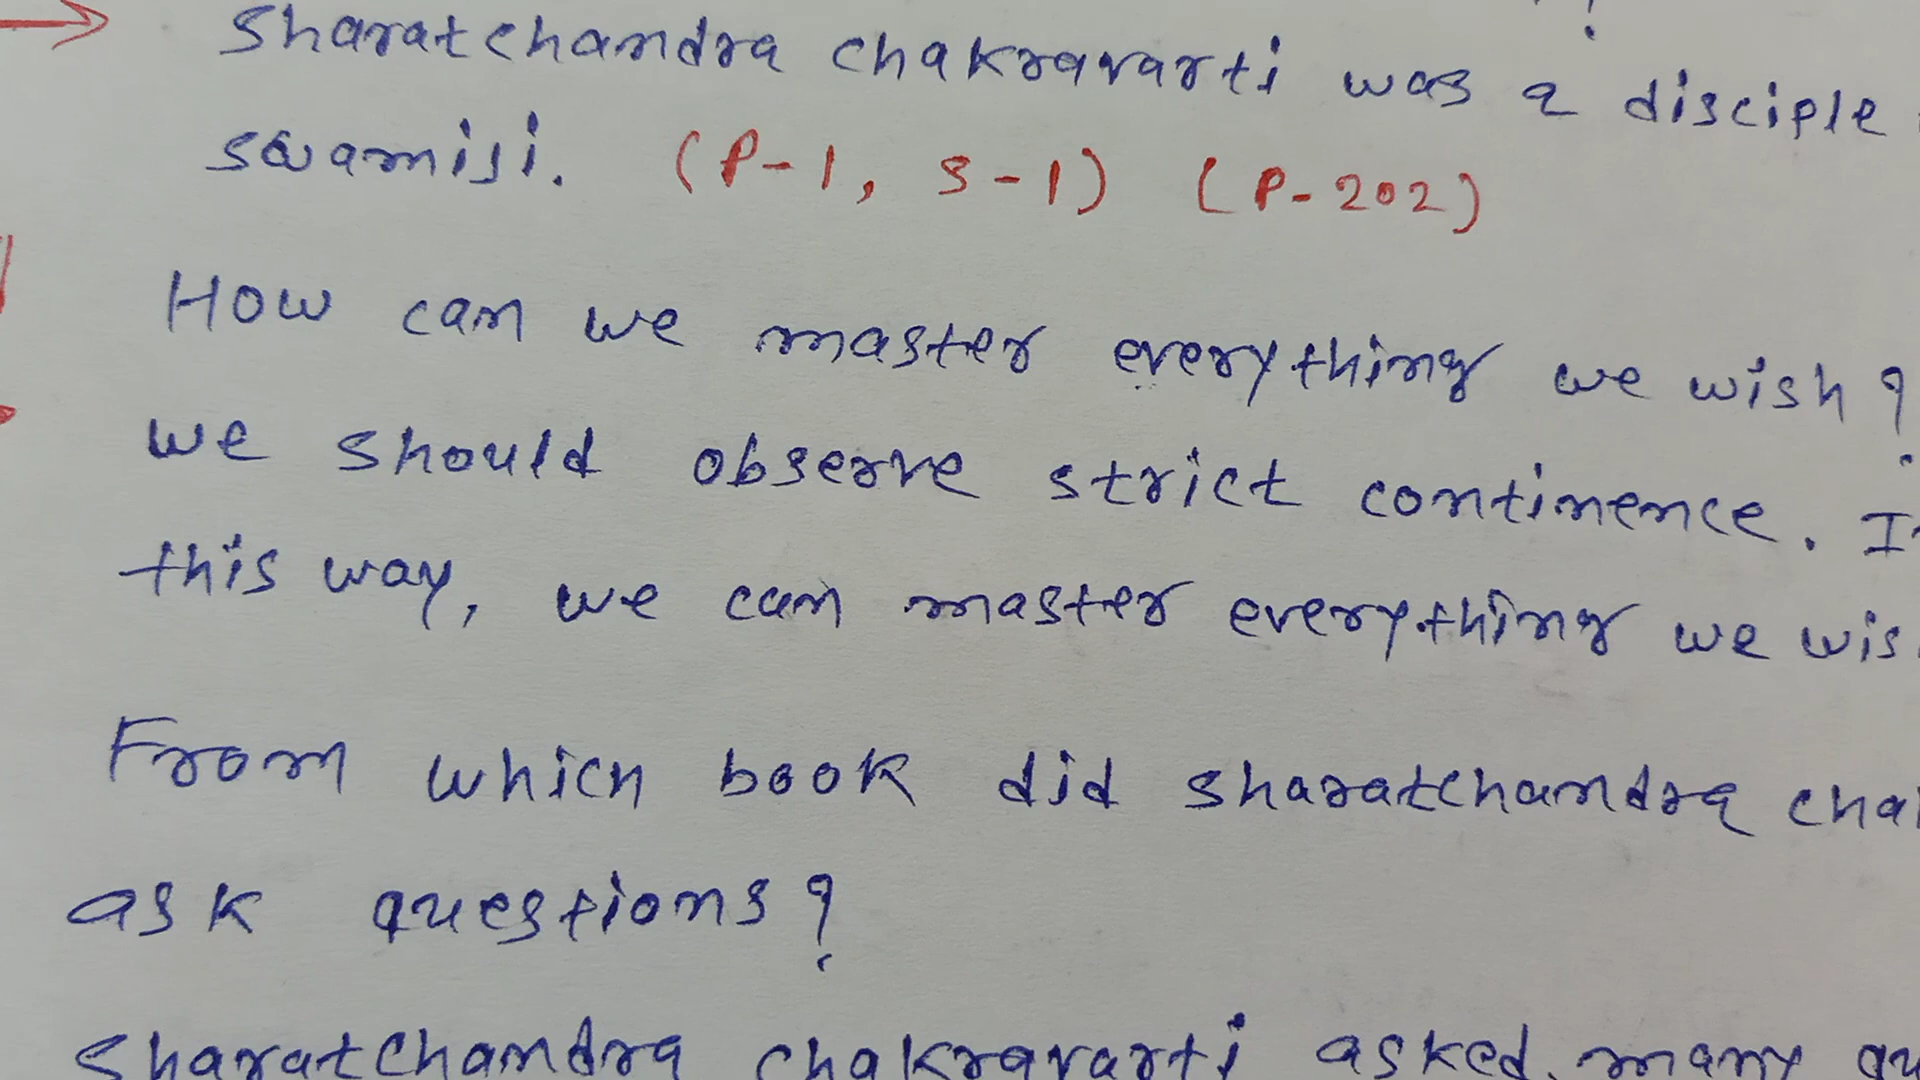 Sharatchandra chakravarti was a disciple
swamiji. (P-1, S-1) (P-202)
How can we master everything we wish?
we should observe strict continence. In
this way, we can master everything we wis
From which book did sharatchandra cha
ask questions?
Sharatchandra chakravarti asked many qu